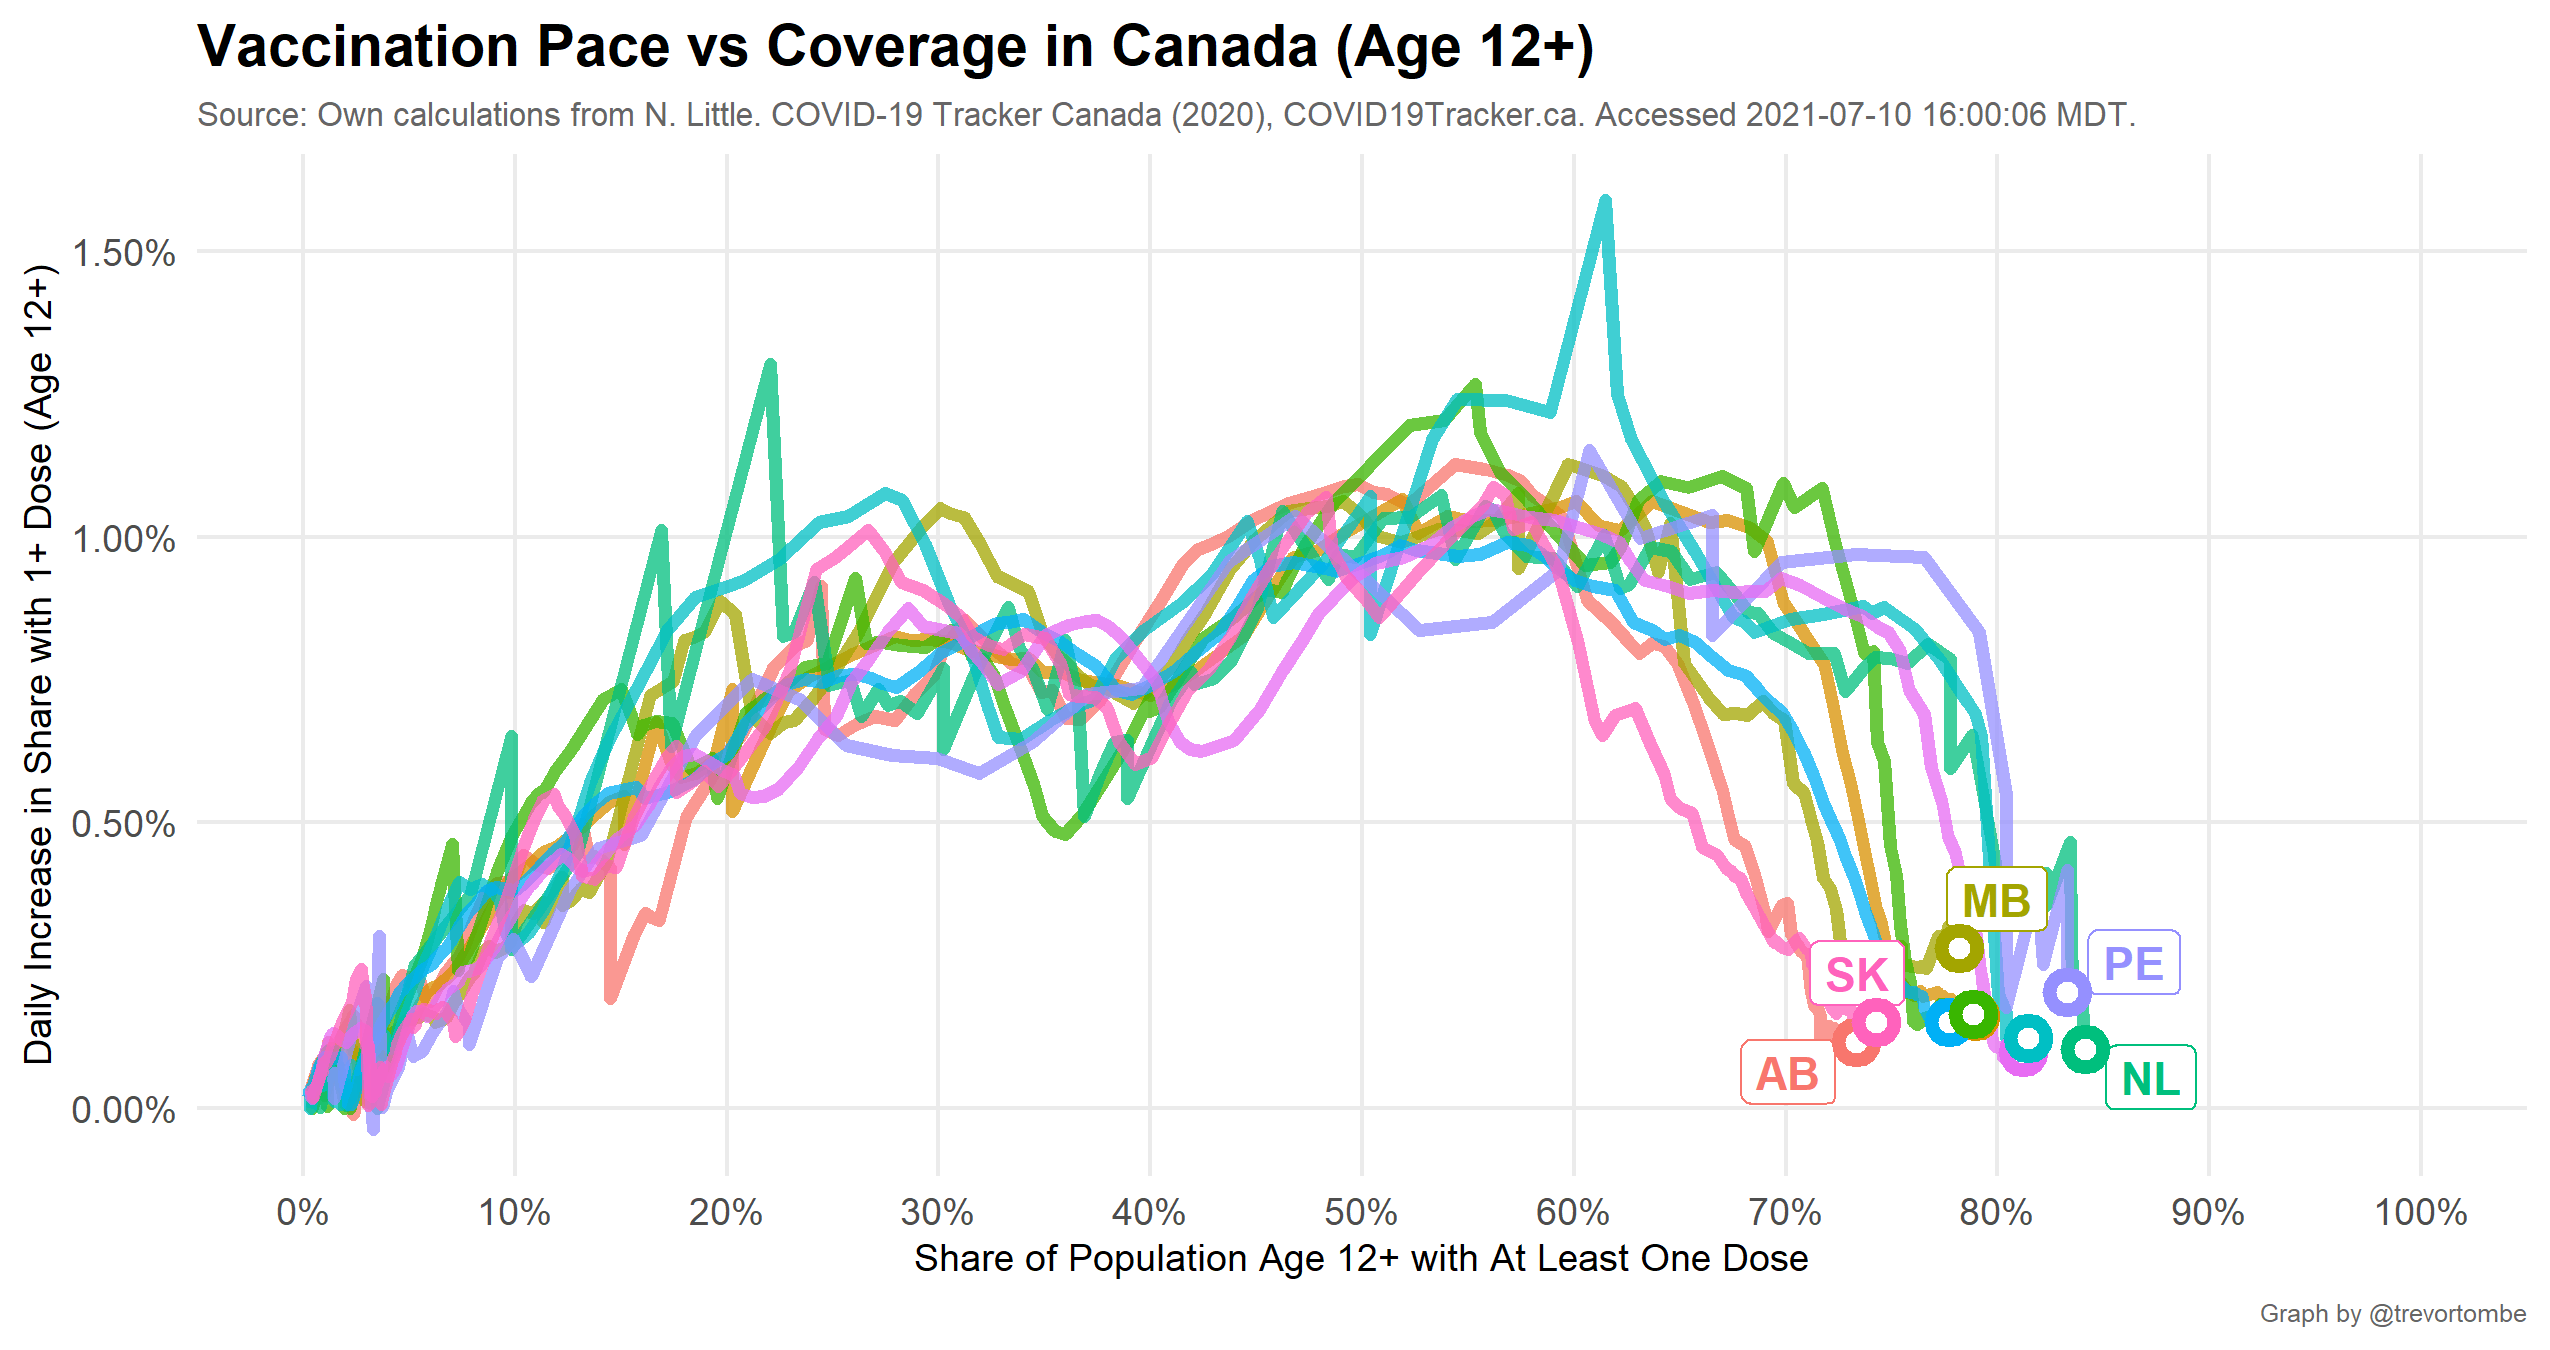 Vaccination Pace vs Coverage in Canada (Age 12+)
Source: Own calculations from N. Little. COVID-19 Tracker Canada (2020), COVID19Tracker.ca. Accessed 2021-07-10 16:00:06 MDT.
Daily Increase in Share with 1+ Dose (Age 12+)
1.50%
1.00%
0.50%
0.00%
MB
PE
SK
AB
NL
0% 10% 20% 30% 40% 50% 60% 70% 80% 90% 100%
Share of Population Age 12+ with At Least One Dose
Graph by @trevortombe